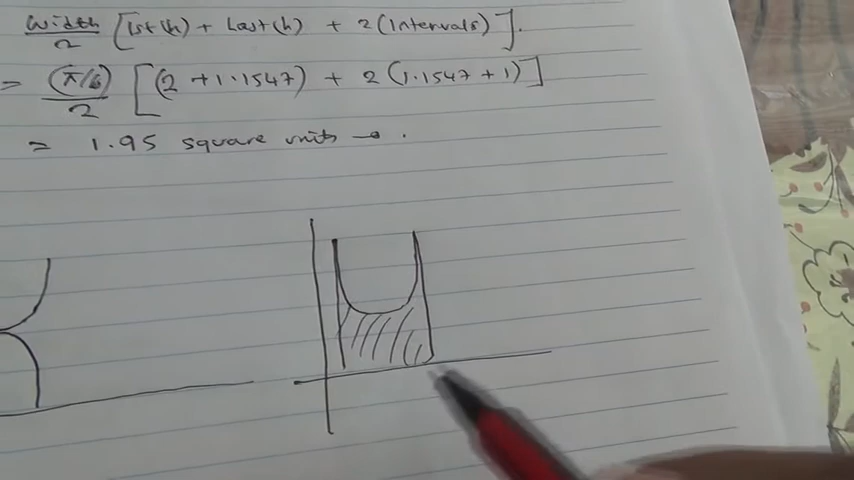 Width/2 [1st(h) + Last(h) + 2(Intervals)].
= (π/6)/2 [(2 + 1.1547) + 2(1.1547 + 1)]
= 1.95 square units → .